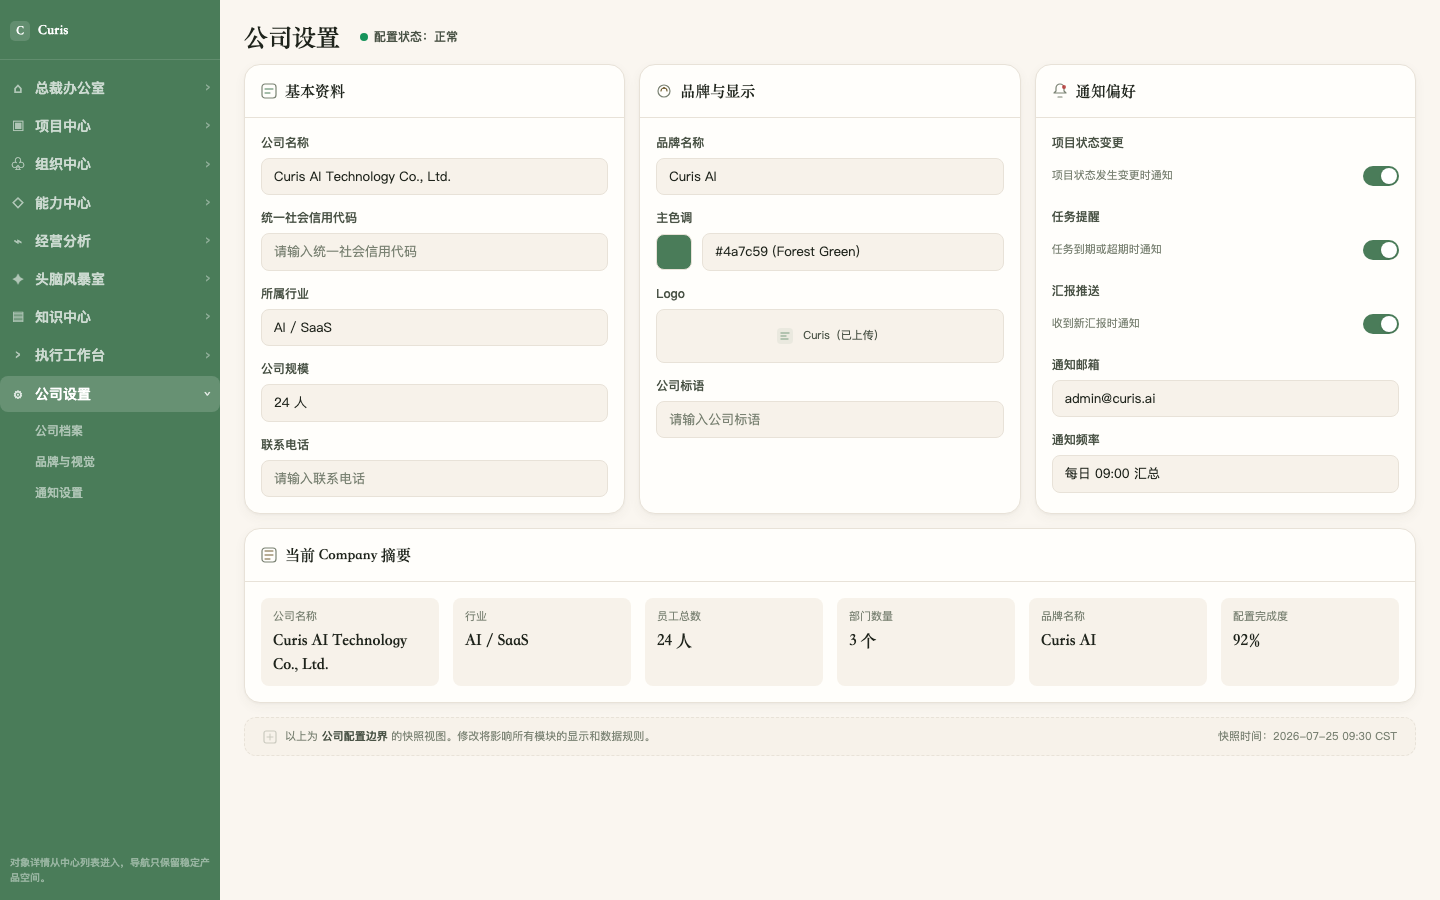 C Curis
总裁办公室
项目中心
组织中心
能力中心
经营分析
头脑风暴室
知识中心
执行工作台
公司设置
公司档案
品牌与视觉
通知设置
对象详情从中心列表进入，导航只保留稳定产
品空间。
公司设置
配置状态：正常
基本资料
公司名称
Curis AI Technology Co., Ltd.
统一社会信用代码
请输入统一社会信用代码
所属行业
AI / SaaS
公司规模
24 人
联系电话
请输入联系电话
品牌与显示
品牌名称
Curis AI
主色调
#4a7c59 (Forest Green)
Logo
Curis（已上传）
公司标语
请输入公司标语
通知偏好
项目状态变更
项目状态发生变更时通知
任务提醒
任务到期或超期时通知
汇报推送
收到新汇报时通知
通知邮箱
admin@curis.ai
通知频率
每日 09:00 汇总
当前 Company 摘要
公司名称
Curis AI Technology
Co., Ltd.
行业
AI / SaaS
员工总数
24 人
部门数量
3 个
品牌名称
Curis AI
配置完成度
92%
以上为 公司配置边界 的快照视图。修改将影响所有模块的显示和数据规则。
快照时间：2026-07-25 09:30 CST